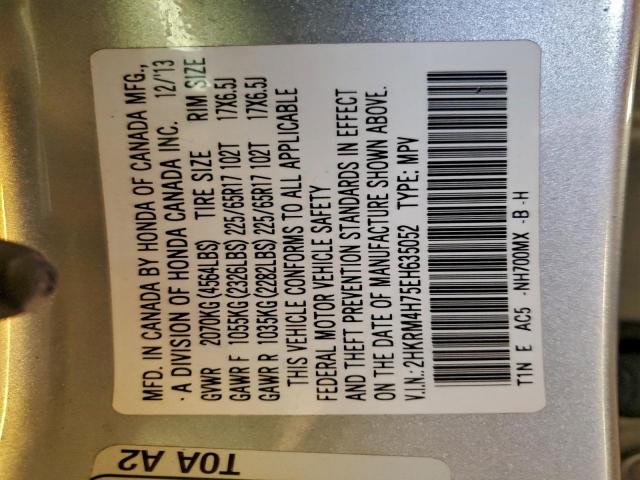 MFD. IN CANADA BY HONDA OF CANADA MFG.,
A DIVISION OF HONDA CANADA INC. 12/13
GVWR 2070KG (4564LBS) TIRE SIZE RIM SIZE
GAWR F 1055KG (2326LBS) 225/65R17 102T 17X6.5J
GAWR R 1035KG (2282LBS) 225/65R17 102T 17X6.5J
THIS VEHICLE CONFORMS TO ALL APPLICABLE
FEDERAL MOTOR VEHICLE SAFETY
AND THEFT PREVENTION STANDARDS IN EFFECT
ON THE DATE OF MANUFACTURE SHOWN ABOVE.
V.I.N.: 2HKRM4H75EH635052 TYPE: MPV
T1N E AC5 -NH700MX -B -H
T0A A2